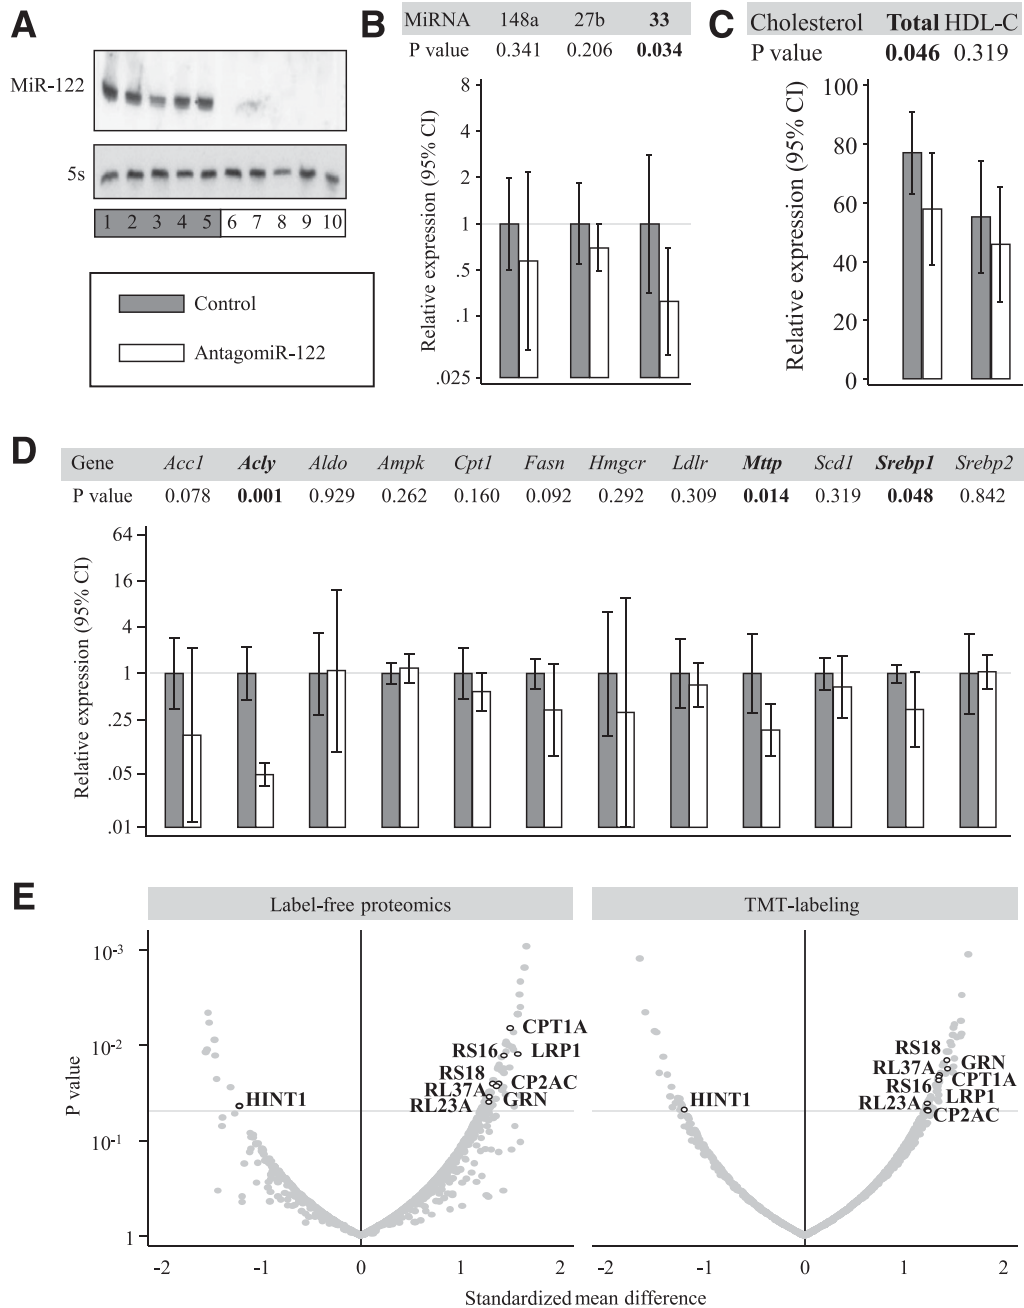 A
MiR-122
5s
1 2 3 4 5 6 7 8 9 10
Control
AntagomiR-122
B
MiRNA 148a 27b 33
P value 0.341 0.206 0.034
Relative expression (95% CI)
8
4
2
1
.5
.1
.025
C
Cholesterol Total HDL-C
P value 0.046 0.319
Relative expression (95% CI)
100
80
60
40
20
0
D
Gene Acc1 Acly Aldo Ampk Cpt1 Fasn Hmgcr Ldlr Mttp Scd1 Srebp1 Srebp2
P value 0.078 0.001 0.929 0.262 0.160 0.092 0.292 0.309 0.014 0.319 0.048 0.842
Relative expression (95% CI)
64
16
4
1
.25
.05
.01
E
Label-free proteomics
P value
10-3
10-2
10-1
1
CPT1A
RS16 LRP1
RS18 CP2AC
RL37A
RL23A GRN
HINT1
-2 -1 0 1 2
TMT-labeling
RS18 GRN
RL37A CPT1A
RS16 LRP1
RL23A CP2AC
HINT1
-2 -1 0 1 2
Standardized mean difference